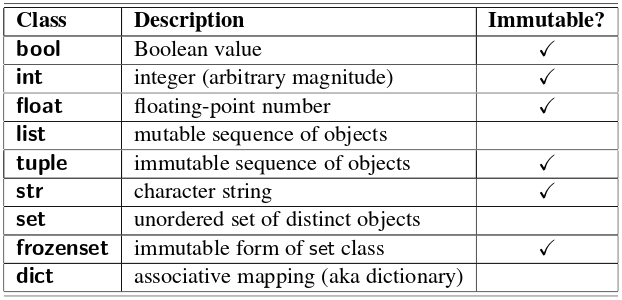 Class Description Immutable?
bool Boolean value ✓
int integer (arbitrary magnitude) ✓
float floating-point number ✓
list mutable sequence of objects
tuple immutable sequence of objects ✓
str character string ✓
set unordered set of distinct objects
frozenset immutable form of set class ✓
dict associative mapping (aka dictionary)